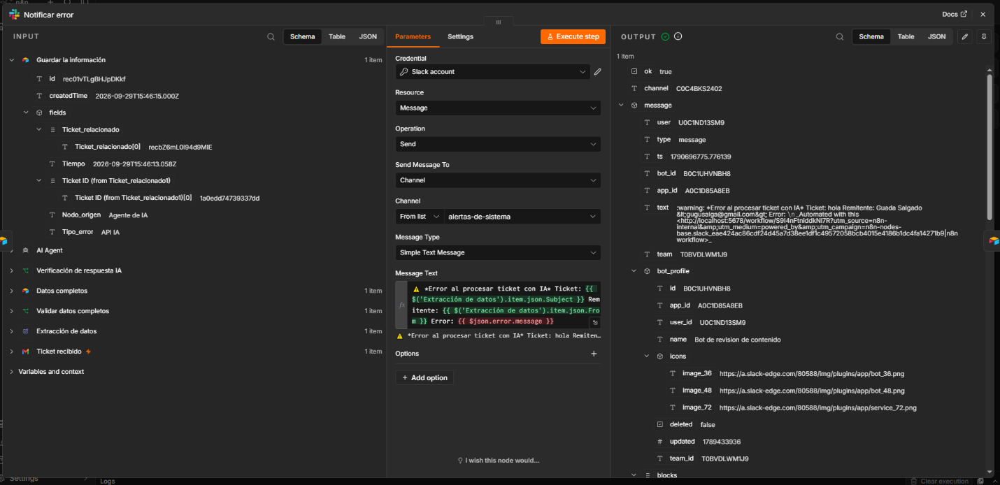 Notificar error
Docs
INPUT
Schema
Table
JSON
Guardar la información
1 item
id rec01vTLgBHJpDKkf
createdTime 2026-09-29T15:46:15.000Z
fields
Ticket_relacionado
Ticket_relacionado[0] recbZ6mL0I94d9MIE
Tiempo 2026-09-29T15:46:13.058Z
Ticket ID (from Ticket_relacionado1)
Ticket ID (from Ticket_relacionado1)[0] 1a0edd74739337dd
Nodo_origen Agente de IA
Tipo_error API IA
AI Agent
Verificación de respuesta IA
Datos completos
1 item
Validar datos completos
1 item
Extracción de datos
1 item
Ticket recibido
1 item
Variables and context
Parameters
Settings
Execute step
Credential
Slack account
Resource
Message
Operation
Send
Send Message To
Channel
Channel
From list
alertas-de-sistema
Message Type
Simple Text Message
Message Text
fx
⚠ *Error al procesar ticket con IA* Ticket: {{
$('Extracción de datos').item.json.Subject }} Rem
itente: {{ $('Extracción de datos').item.json.Fro
m }} Error: {{ $json.error.message }}
⚠ *Error al procesar ticket con IA* Ticket: hola Remiten…
Options
Add option
I wish this node would...
OUTPUT
Schema
Table
JSON
1 item
ok true
channel C0C4BKS2402
message
user U0C1ND13SM9
type message
ts 1790696775.776139
bot_id B0C1UHVNBH8
app_id A0C1D85A8EB
text :warning: *Error al procesar ticket con IA* Ticket: hola Remitente: Guada Salgado
&lt;gugusalga@gmail.com&gt; Error: \n _Automated with this
<http://localhost:5678/workflow/S9I4nFtnIddkNI7R?utm_source=n8n-
internal&amp;utm_medium=powered_by&amp;utm_campaign=n8n-nodes-
base.slack_eae424ac86cdf24d45a7d38ee1df1c49572058bcb4015e4186b1dc4fa14271b9|n8n
workflow>_
team T0BVDLWM1J9
bot_profile
id B0C1UHVNBH8
app_id A0C1D85A8EB
user_id U0C1ND13SM9
name Bot de revision de contenido
icons
image_36 https://a.slack-edge.com/80588/img/plugins/app/bot_36.png
image_48 https://a.slack-edge.com/80588/img/plugins/app/bot_48.png
image_72 https://a.slack-edge.com/80588/img/plugins/app/service_72.png
deleted false
updated 1789433936
team_id T0BVDLWM1J9
blocks
Settings
Logs
Clear execution